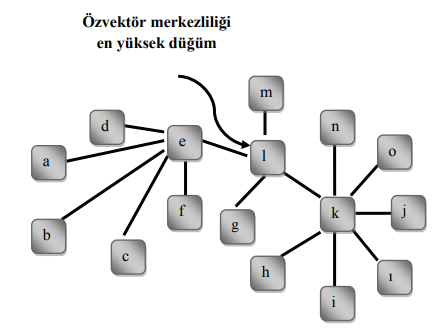 Özvektör merkezliliği
en yüksek düğüm
m
d
n
e
o
a
l
f
k
j
g
b
c
h
ı
i